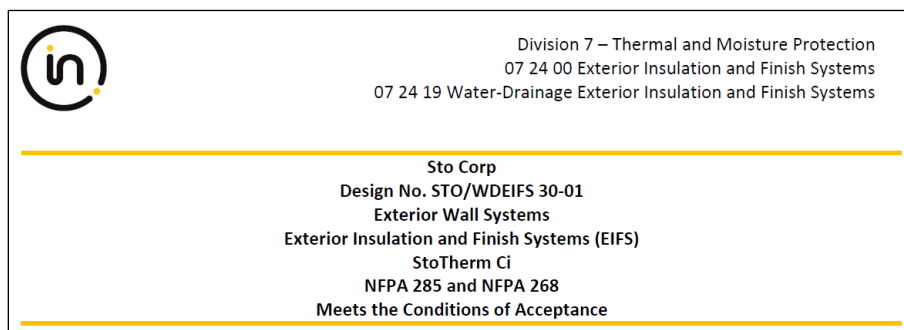 in
Division 7 – Thermal and Moisture Protection
07 24 00 Exterior Insulation and Finish Systems
07 24 19 Water-Drainage Exterior Insulation and Finish Systems
Sto Corp
Design No. STO/WDEIFS 30-01
Exterior Wall Systems
Exterior Insulation and Finish Systems (EIFS)
StoTherm Ci
NFPA 285 and NFPA 268
Meets the Conditions of Acceptance